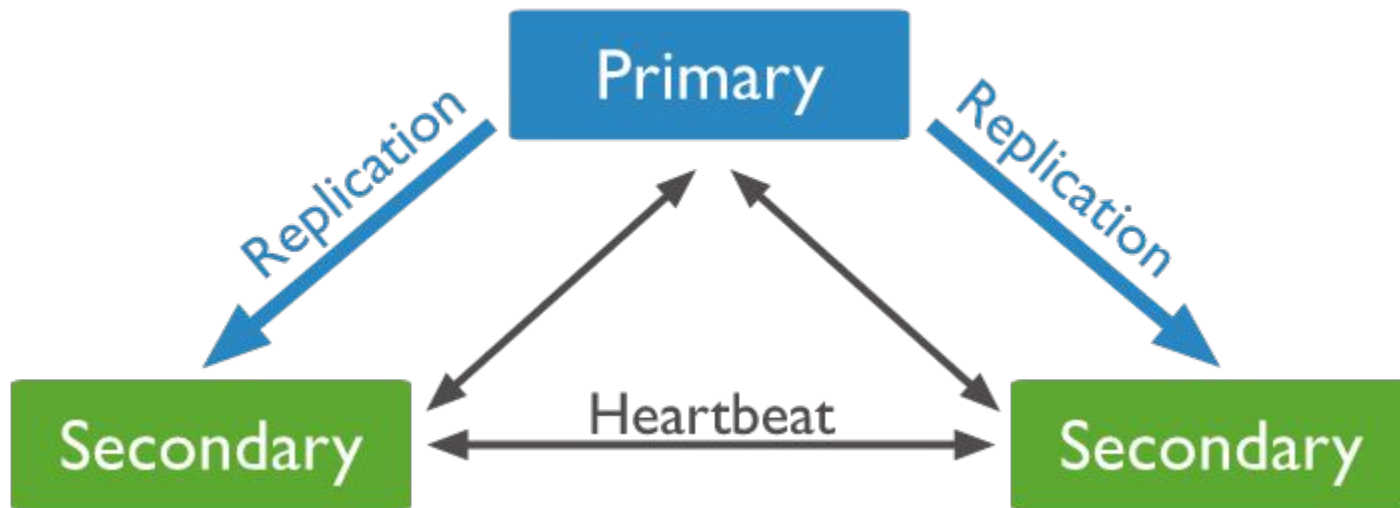 Primary
Replication
Replication
Heartbeat
Secondary
Secondary